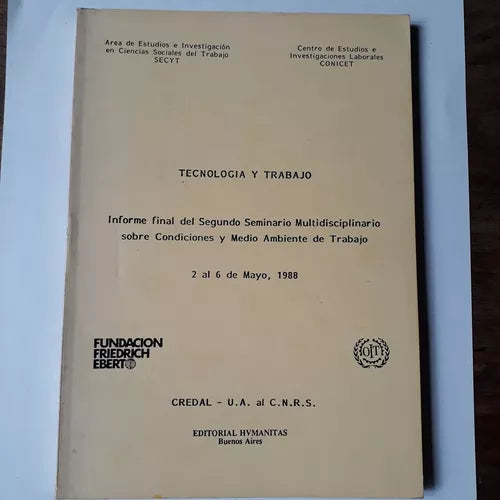 Area de Estudios e Investigación
en Ciencias Sociales del Trabajo
SECYT
Centro de Estudios e
Investigaciones Laborales
CONICET
TECNOLOGIA Y TRABAJO
Informe final del Segundo Seminario Multidisciplinario
sobre Condiciones y Medio Ambiente de Trabajo
2 al 6 de Mayo, 1988
FUNDACION
FRIEDRICH
EBERT
OIT
CREDAL - U.A. al C.N.R.S.
EDITORIAL HVMANITAS
Buenos Aires